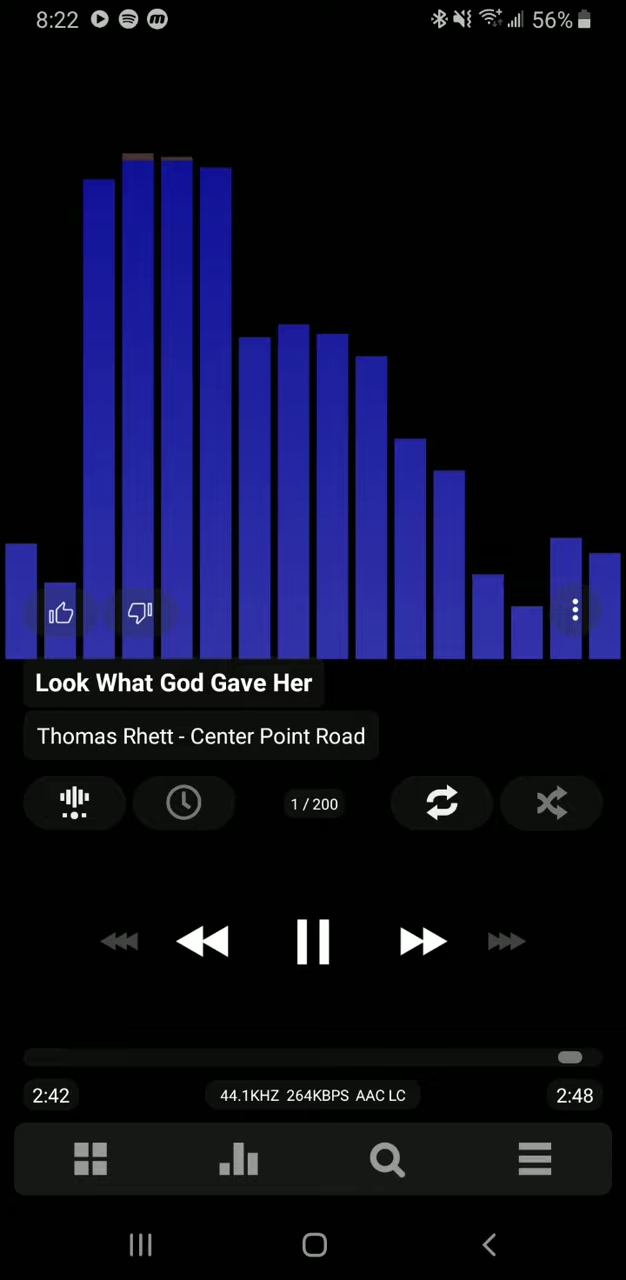 8:22
56%
Look What God Gave Her
Thomas Rhett - Center Point Road
1 / 200
2:42
44.1KHZ 264KBPS AAC LC
2:48